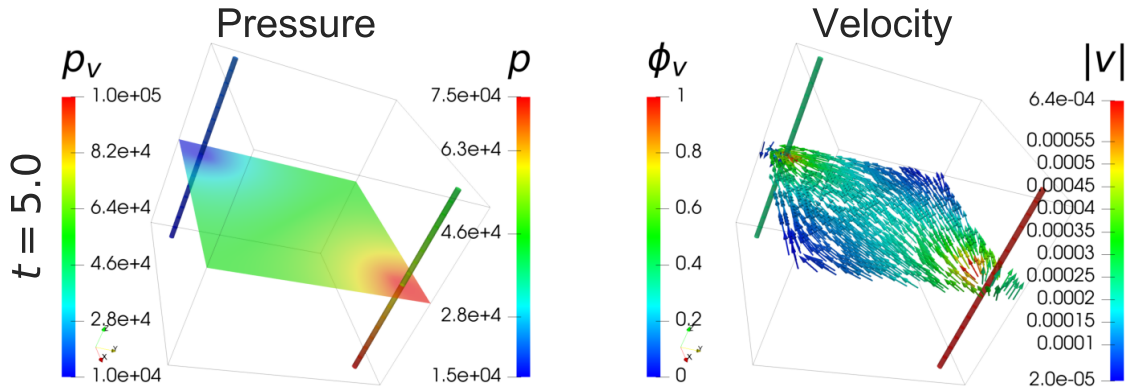 Pressure
Velocity
t = 5.0
p_v
1.0e+05
8.2e+4
6.4e+4
4.6e+4
2.8e+4
1.0e+04
p
7.5e+04
6.3e+4
4.6e+4
2.8e+4
1.5e+04
ϕ_v
1
0.8
0.6
0.4
0.2
0
|v|
6.4e-04
0.00055
0.0005
0.00045
0.0004
0.00035
0.0003
0.00025
0.0002
0.00015
0.0001
2.0e-05